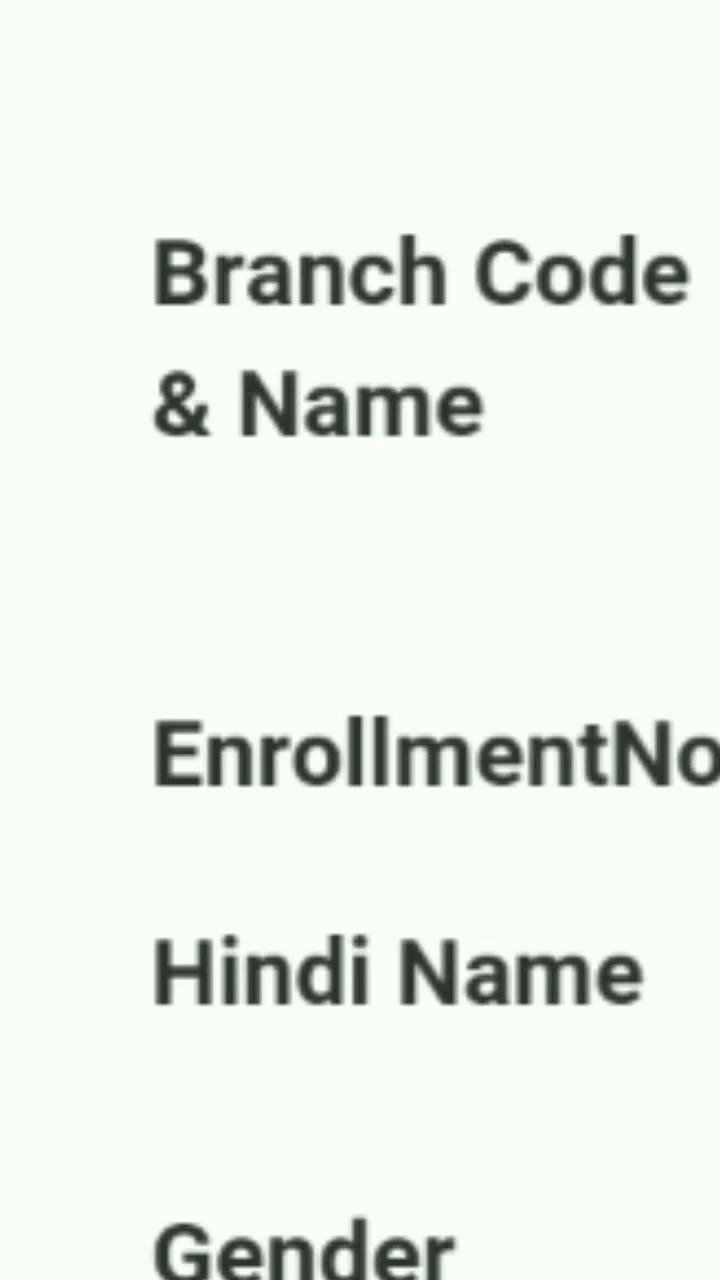 Branch Code
& Name
EnrollmentNo
Hindi Name
Gender